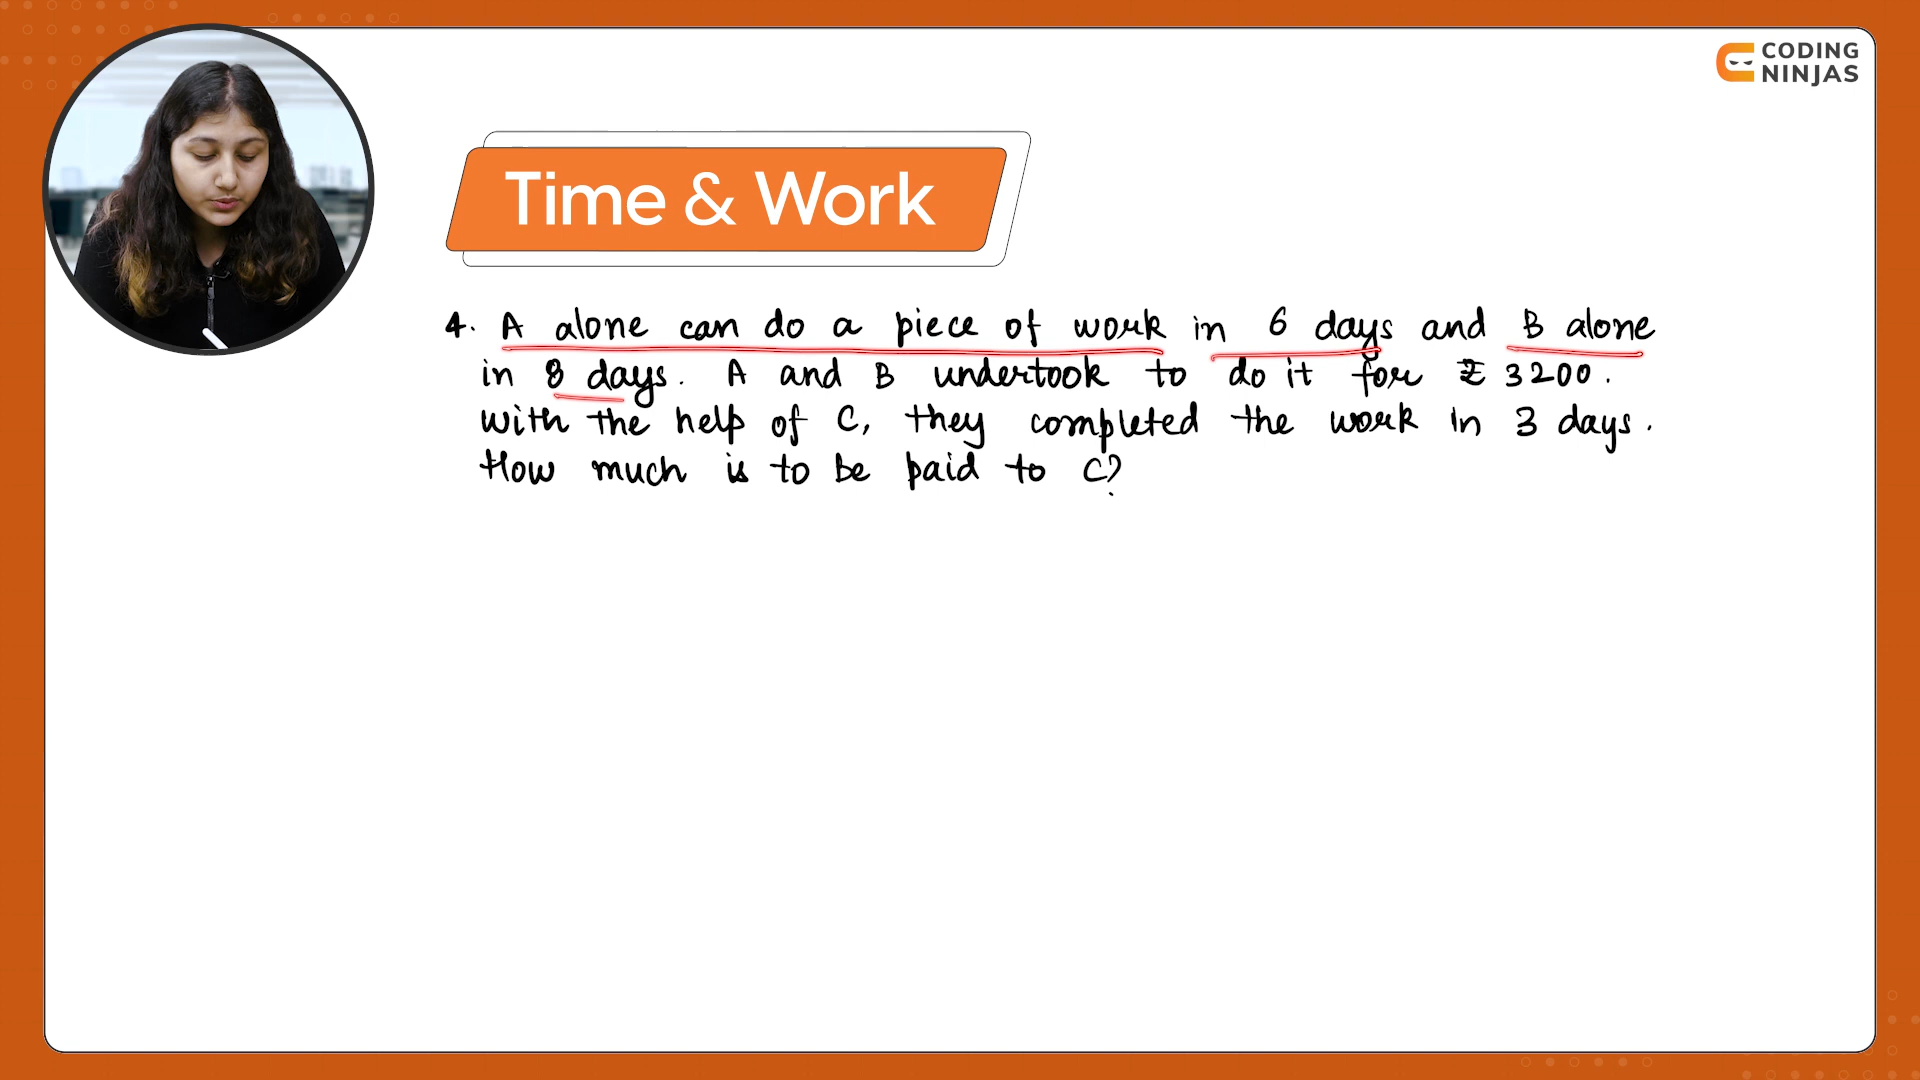 CODING
NINJAS
Time & Work
4. A alone can do a piece of work in 6 days and B alone
in 8 days. A and B undertook to do it for ₹ 3200.
With the help of C, they completed the work in 3 days.
How much is to be paid to C?